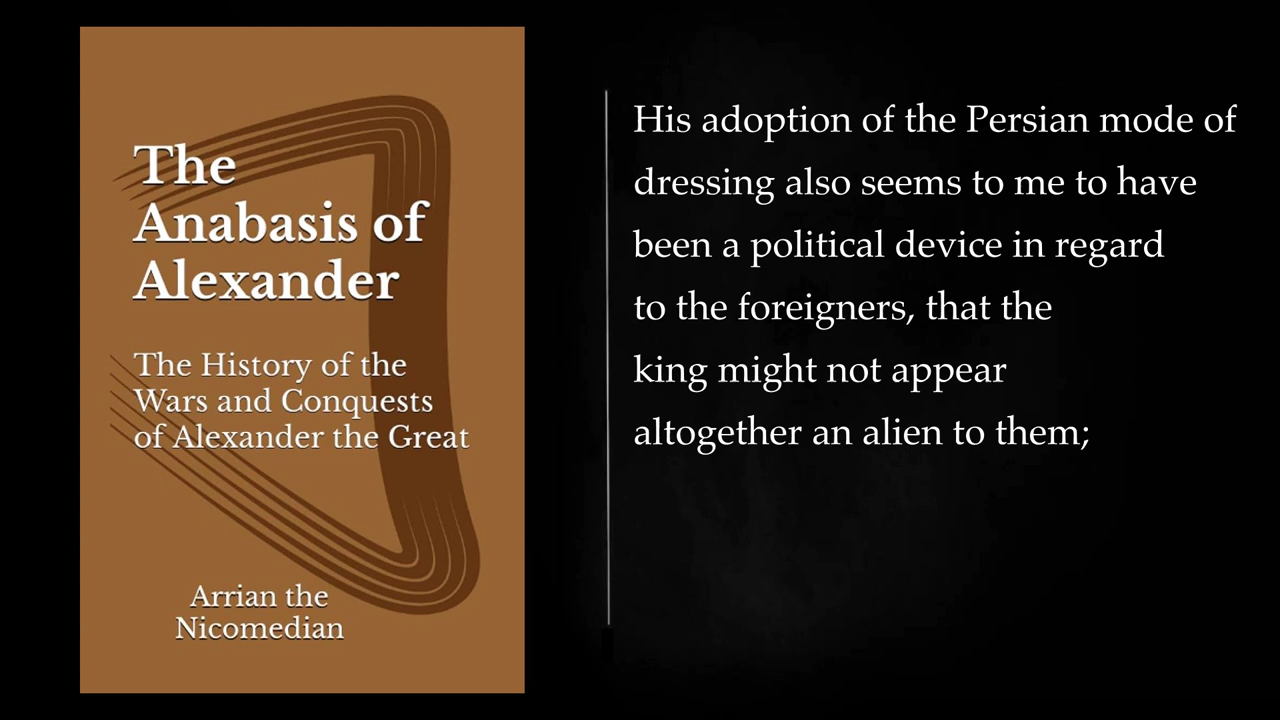 The
Anabasis of
Alexander
The History of the
Wars and Conquests
of Alexander the Great
Arrian the
Nicomedian
His adoption of the Persian mode of
dressing also seems to me to have
been a political device in regard
to the foreigners, that the
king might not appear
altogether an alien to them;